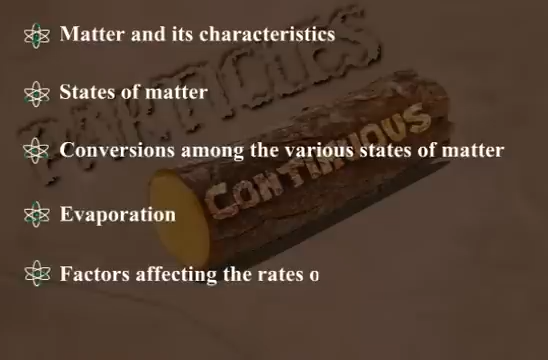 Matter and its characteristics
States of matter
Conversions among the various states of matter
Evaporation
Factors affecting the rates o
PARTICLES
CONTINUOUS